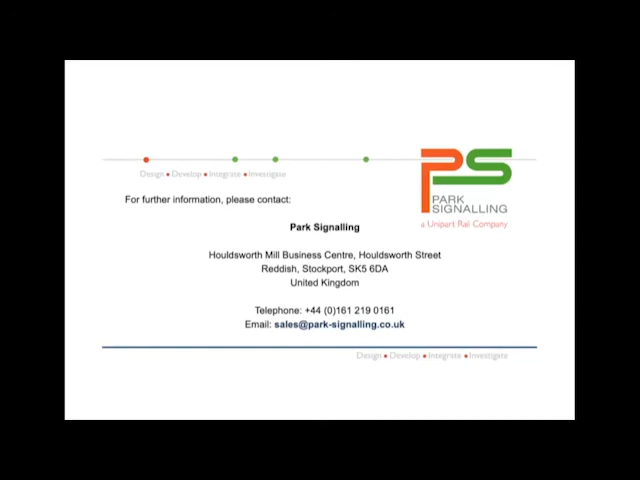 Design • Develop • Integrate • Investigate
PS
PARK
SIGNALLING
a Unipart Rail Company
For further information, please contact:
Park Signalling
Houldsworth Mill Business Centre, Houldsworth Street
Reddish, Stockport, SK5 6DA
United Kingdom
Telephone: +44 (0)161 219 0161
Email: sales@park-signalling.co.uk
Design • Develop • Integrate • Investigate